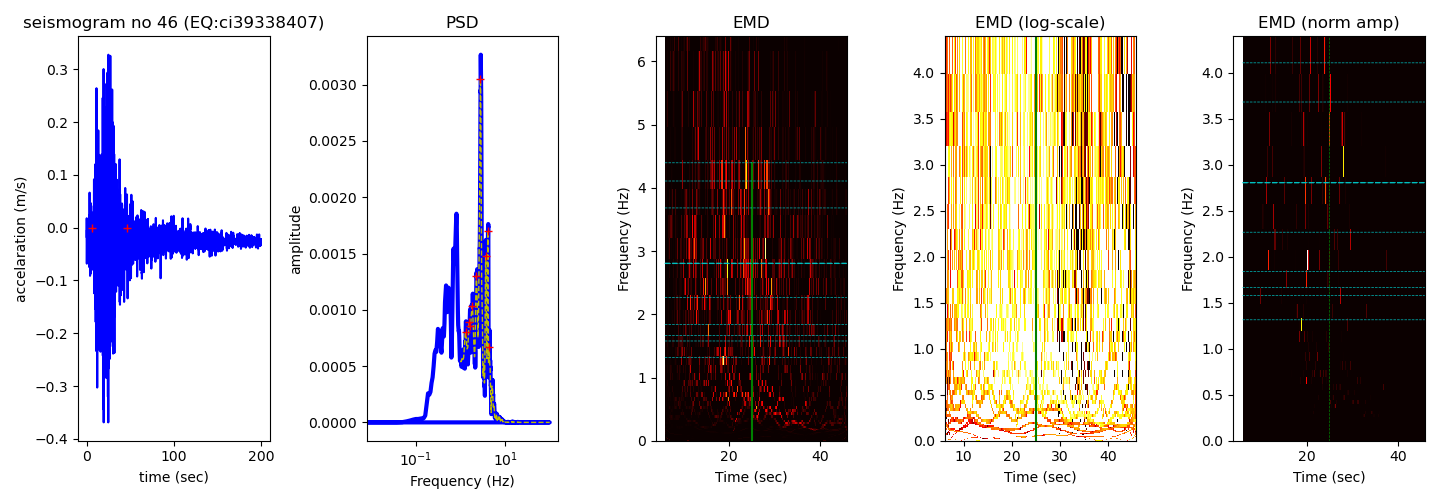 seismogram no 46 (EQ:ci39338407)
accelaration (m/s)
0.3
0.2
0.1
0.0
−0.1
−0.2
−0.3
−0.4
0 100 200
time (sec)
PSD
amplitude
0.0030
0.0025
0.0020
0.0015
0.0010
0.0005
0.0000
10⁻¹ 10¹
Frequency (Hz)
EMD
Frequency (Hz)
6
5
4
3
2
1
0
20 40
Time (sec)
EMD (log-scale)
Frequency (Hz)
4.0
3.5
3.0
2.5
2.0
1.5
1.0
0.5
0.0
10 20 30 40
Time (sec)
EMD (norm amp)
Frequency (Hz)
4.0
3.5
3.0
2.5
2.0
1.5
1.0
0.5
0.0
20 40
Time (sec)